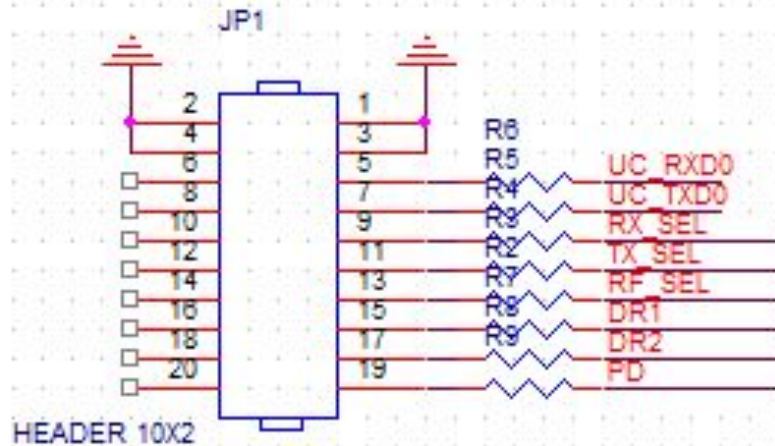 JP1
2 1
4 3 R6
6 5 R5 UC_RXD0
8 7 R4 UC_TXD0
10 9 R3 RX_SEL
12 11 R2 TX_SEL
14 13 R7 RF_SEL
16 15 R8 DR1
18 17 R9 DR2
20 19 PD
HEADER 10X2